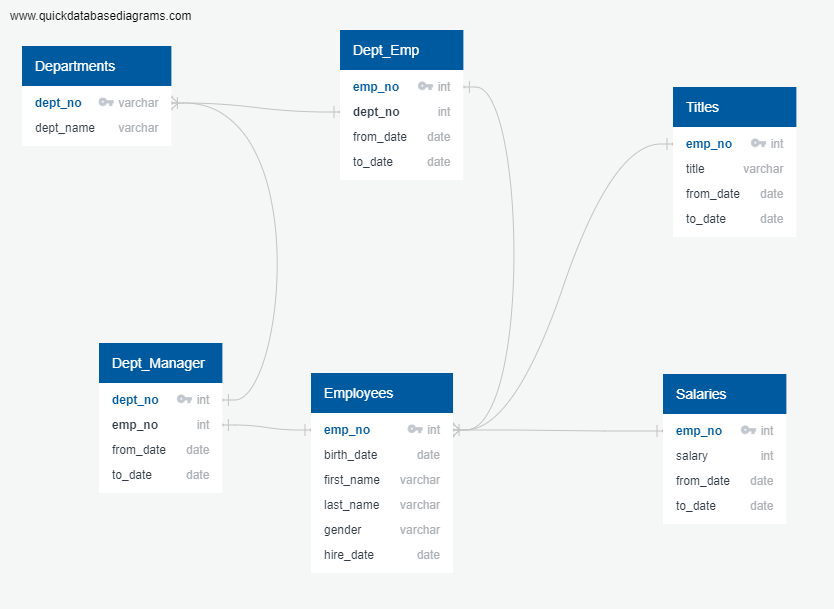 www.quickdatabasediagrams.com
Departments
dept_no varchar
dept_name varchar
Dept_Emp
emp_no int
dept_no int
from_date date
to_date date
Titles
emp_no int
title varchar
from_date date
to_date date
Dept_Manager
dept_no int
emp_no int
from_date date
to_date date
Employees
emp_no int
birth_date date
first_name varchar
last_name varchar
gender varchar
hire_date date
Salaries
emp_no int
salary int
from_date date
to_date date